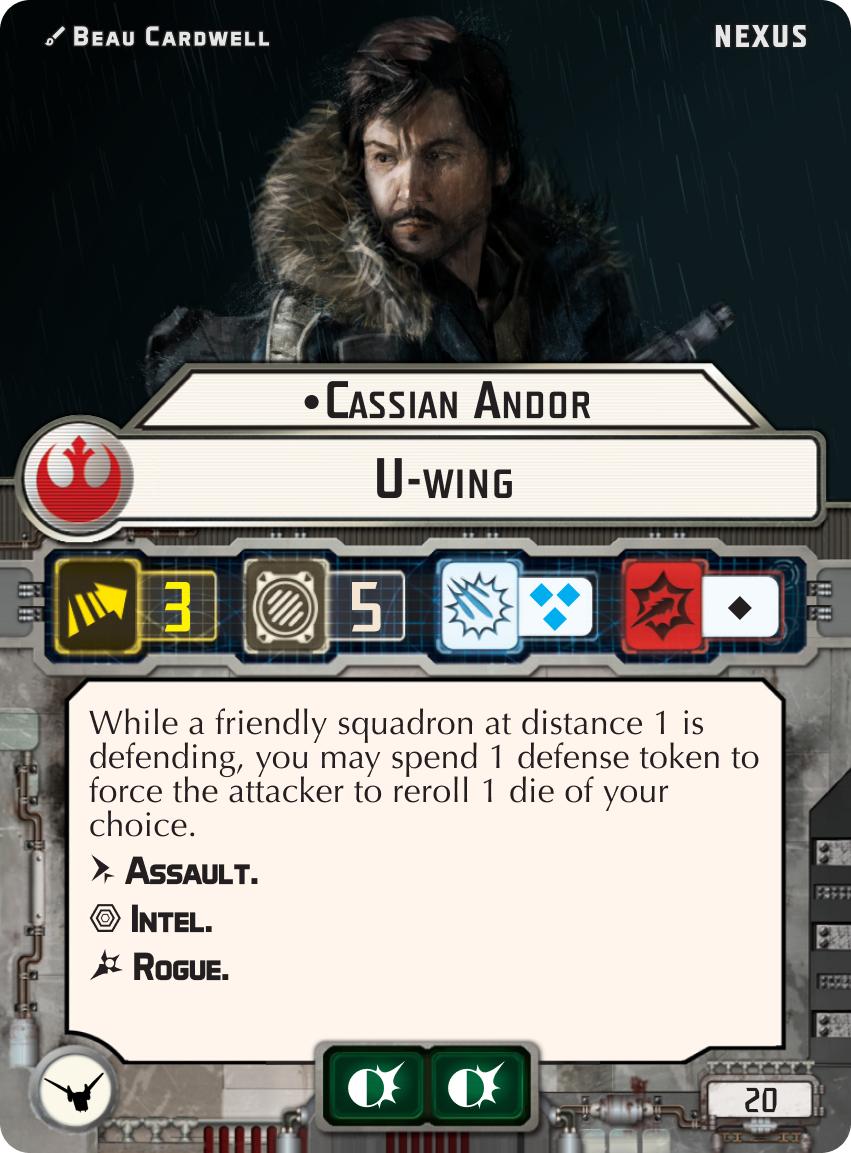 Beau Cardwell
NEXUS
•Cassian Andor
U-wing
3
5
While a friendly squadron at distance 1 is
defending, you may spend 1 defense token to
force the attacker to reroll 1 die of your
choice.
Assault.
Intel.
Rogue.
20